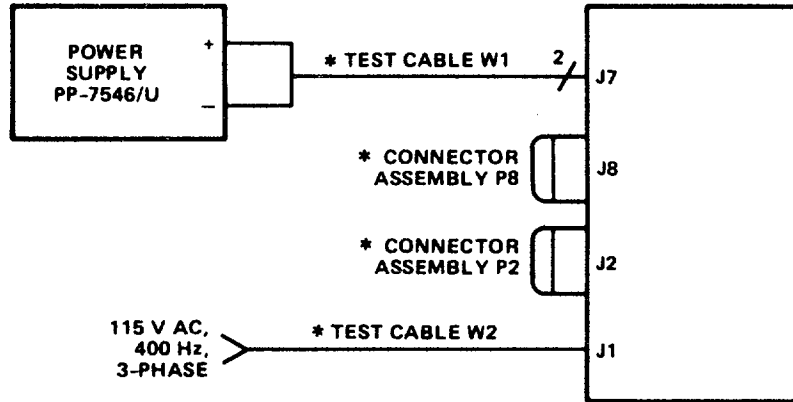 POWER
SUPPLY
PP-7546/U
+
−
* TEST CABLE W1
2
J7
* CONNECTOR
ASSEMBLY P8
J8
* CONNECTOR
ASSEMBLY P2
J2
115 V AC,
400 Hz,
3-PHASE
* TEST CABLE W2
J1